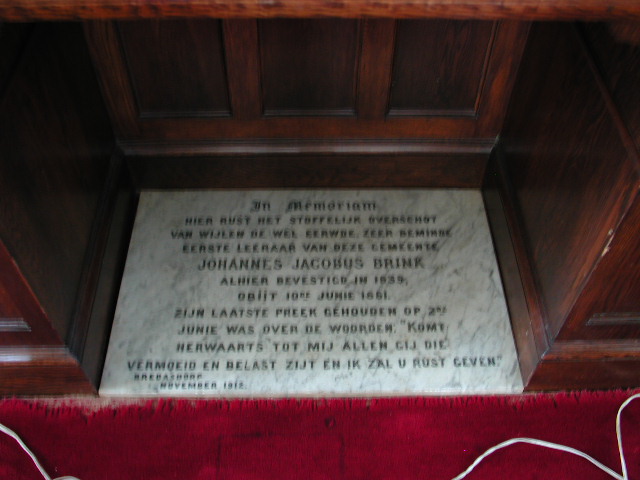 In Memoriam
HIER RUST HET STOFFELIJK OVERSCHOT
VAN WIJLEN DE WEL EERWDE, ZEER BEMINDE
EERSTE LEERAAR VAN DEZE GEMEENTE
JOHANNES JACOBUS BRINK
ALHIER BEVESTIGD IN 1839,
OBIJT 10DE JUNIE 1861.
ZIJN LAATSTE PREEK GEHOUDEN OP 2DE
JUNIE WAS OVER DE WOORDEN. "KOMT
HERWAARTS TOT MIJ ALLEN GIJ DIE
VERMOEID EN BELAST ZIJT EN IK ZAL U RUST GEVEN."
BREDASDORP
NOVEMBER 1912.